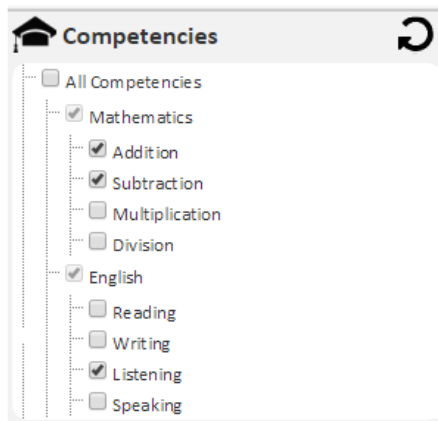 Competencies
All Competencies
Mathematics
Addition
Subtraction
Multiplication
Division
English
Reading
Writing
Listening
Speaking